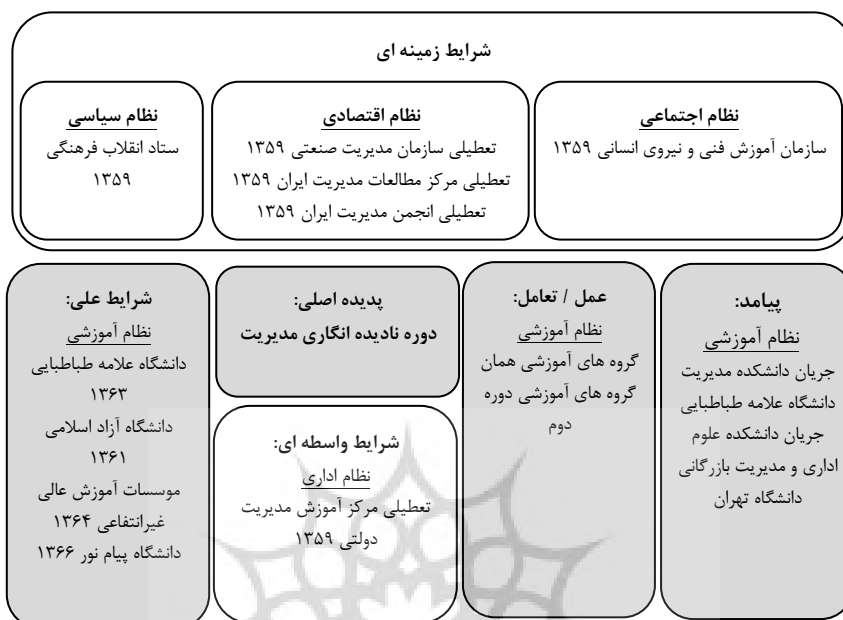 شرایط زمینه ای
نظام اجتماعی
سازمان آموزش فنی و نیروی انسانی ۱۳۵۹
نظام اقتصادی
تعطیلی سازمان مدیریت صنعتی ۱۳۵۹
تعطیلی مرکز مطالعات مدیریت ایران ۱۳۵۹
تعطیلی انجمن مدیریت ایران ۱۳۵۹
نظام سیاسی
ستاد انقلاب فرهنگی
۱۳۵۹
پیامد:
نظام آموزشی
جریان دانشکده مدیریت
دانشگاه علامه طباطبایی
جریان دانشکده علوم
اداری و مدیریت بازرگانی
دانشگاه تهران
عمل / تعامل:
نظام آموزشی
گروه های آموزشی همان
گروه های آموزشی دوره
دوم
پدیده اصلی:
دوره نادیده انگاری مدیریت
شرایط واسطه ای:
نظام اداری
تعطیلی مرکز آموزش مدیریت
دولتی ۱۳۵۹
شرایط علی:
نظام آموزشی
دانشگاه علامه طباطبایی
۱۳۶۳
دانشگاه آزاد اسلامی
۱۳۶۱
موسسات آموزش عالی
غیرانتفاعی ۱۳۶۴
دانشگاه پیام نور ۱۳۶۶